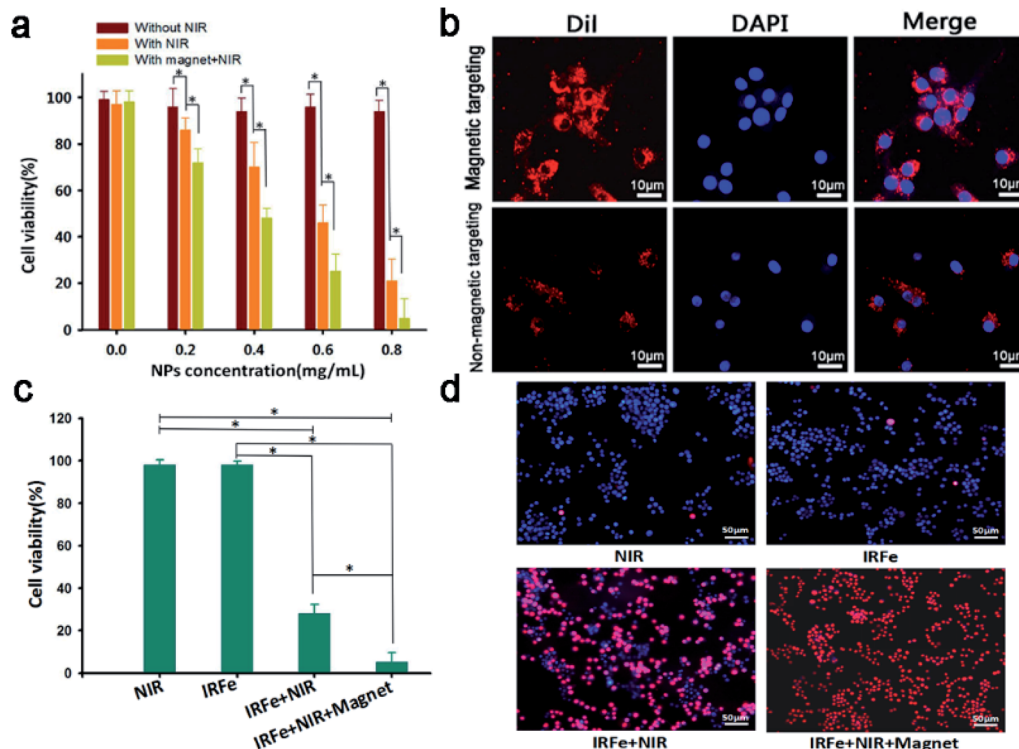 a
Without NIR
With NIR
With magnet+NIR
Cell viability(%)
100
80
60
40
20
0
* * * *
* * * *
0.0 0.2 0.4 0.6 0.8
NPs concentration(mg/mL)
b
DiI DAPI Merge
Magnetic targeting
10μm 10μm 10μm
Non-magnetic targeting
10μm 10μm 10μm
c
Cell viability(%)
120
100
80
60
40
20
0
*
*
*
*
*
NIR IRFe IRFe+NIR IRFe+NIR+Magnet
d
50μm 50μm
NIR IRFe
50μm 50μm
IRFe+NIR IRFe+NIR+Magnet